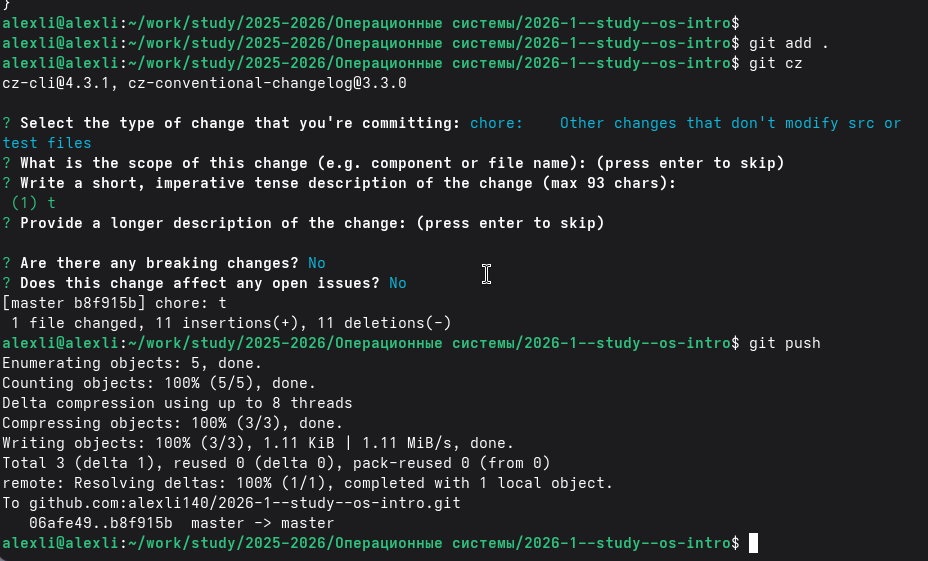 }
alexli@alexli:~/work/study/2025-2026/Операционные системы/2026-1--study--os-intro$
alexli@alexli:~/work/study/2025-2026/Операционные системы/2026-1--study--os-intro$ git add .
alexli@alexli:~/work/study/2025-2026/Операционные системы/2026-1--study--os-intro$ git cz
cz-cli@4.3.1, cz-conventional-changelog@3.3.0

? Select the type of change that you're committing: chore:    Other changes that don't modify src or
test files
? What is the scope of this change (e.g. component or file name): (press enter to skip)
? Write a short, imperative tense description of the change (max 93 chars):
 (1) t
? Provide a longer description of the change: (press enter to skip)

? Are there any breaking changes? No
? Does this change affect any open issues? No
[master b8f915b] chore: t
 1 file changed, 11 insertions(+), 11 deletions(-)
alexli@alexli:~/work/study/2025-2026/Операционные системы/2026-1--study--os-intro$ git push
Enumerating objects: 5, done.
Counting objects: 100% (5/5), done.
Delta compression using up to 8 threads
Compressing objects: 100% (3/3), done.
Writing objects: 100% (3/3), 1.11 KiB | 1.11 MiB/s, done.
Total 3 (delta 1), reused 0 (delta 0), pack-reused 0 (from 0)
remote: Resolving deltas: 100% (1/1), completed with 1 local object.
To github.com:alexli140/2026-1--study--os-intro.git
   06afe49..b8f915b  master -> master
alexli@alexli:~/work/study/2025-2026/Операционные системы/2026-1--study--os-intro$